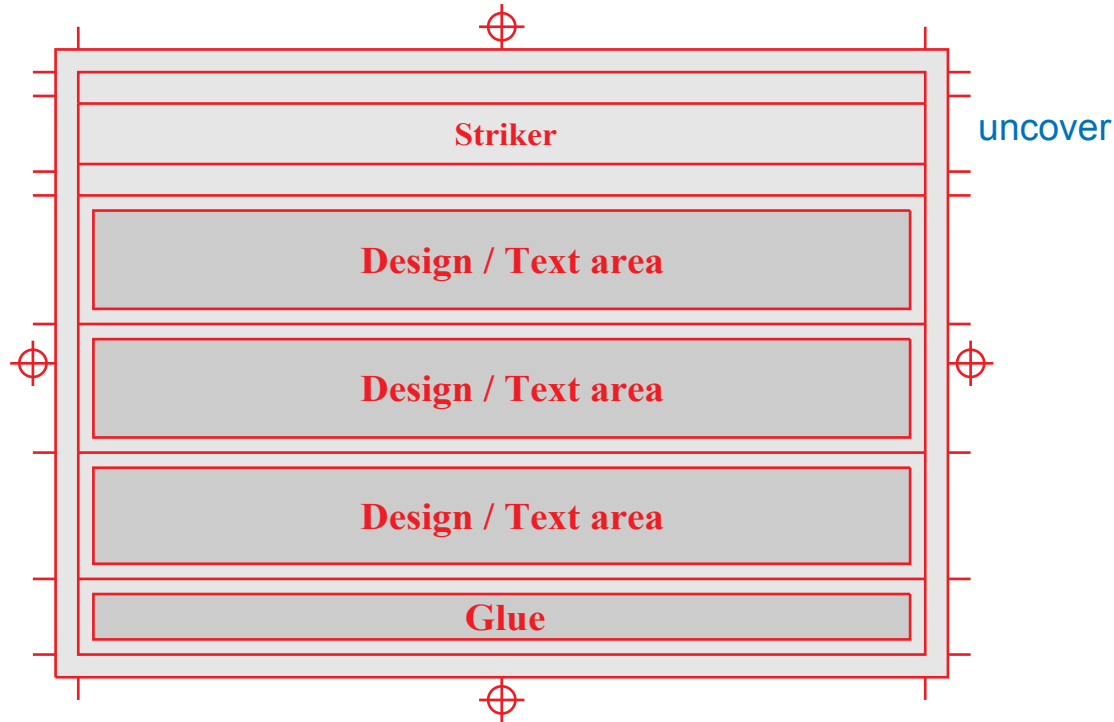 uncover
Striker
Design / Text area
Design / Text area
Design / Text area
Glue